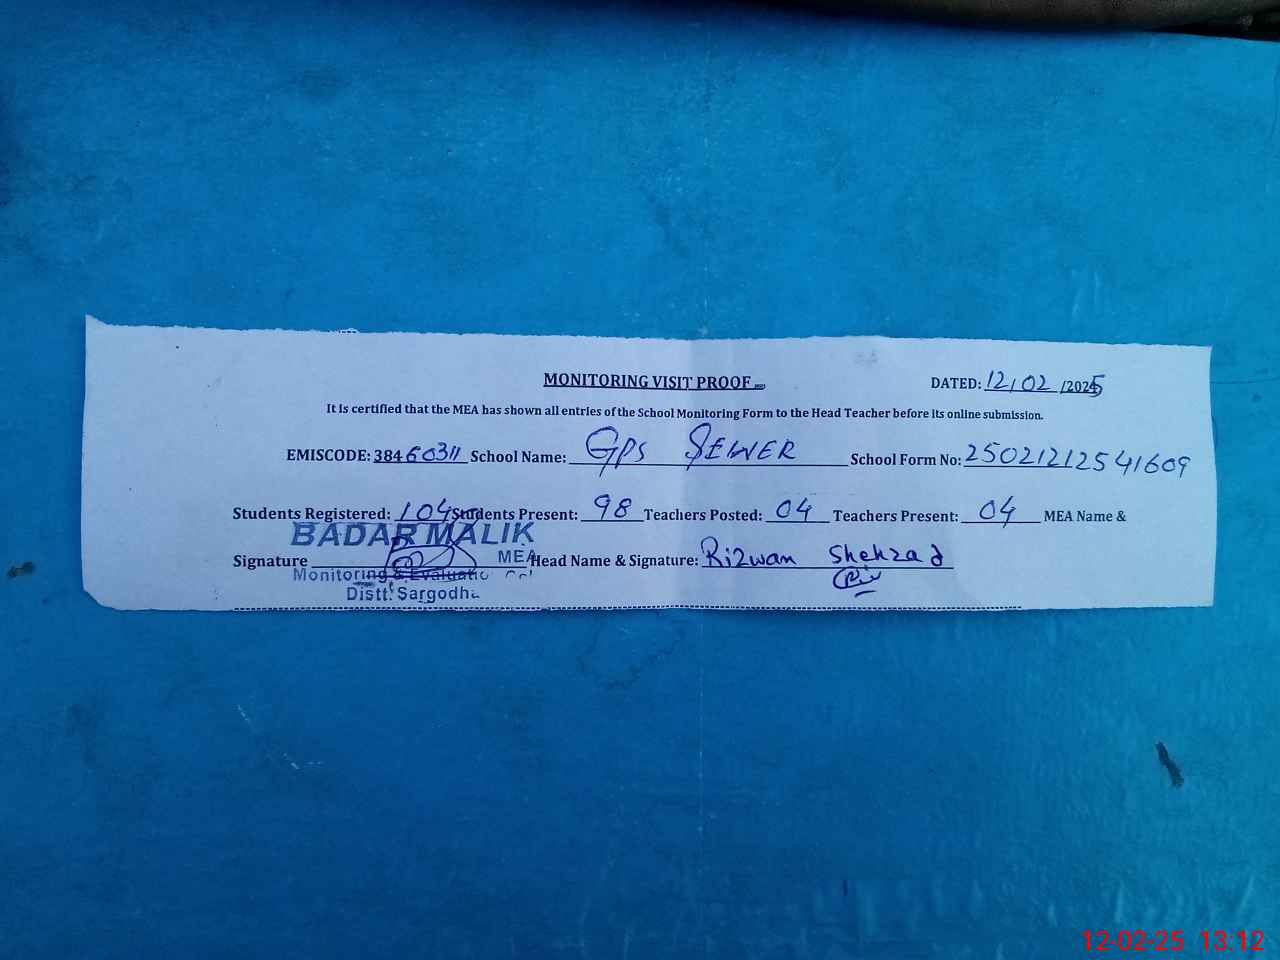 MONITORING VISIT PROOF
DATED: 12/02/2025
It is certified that the MEA has shown all entries of the School Monitoring Form to the Head Teacher before its online submission.
EMISCODE: 38460311 School Name: GPS SEWER School Form No: 25021212541609
Students Registered: 104 Students Present: 98 Teachers Posted: 04 Teachers Present: 04 MEA Name &
BADAR MALIK
Signature MEA Head Name & Signature: Rizwan Shehzad
Monitoring & Evaluatio
Distt. Sargodha
12-02-25 13:12